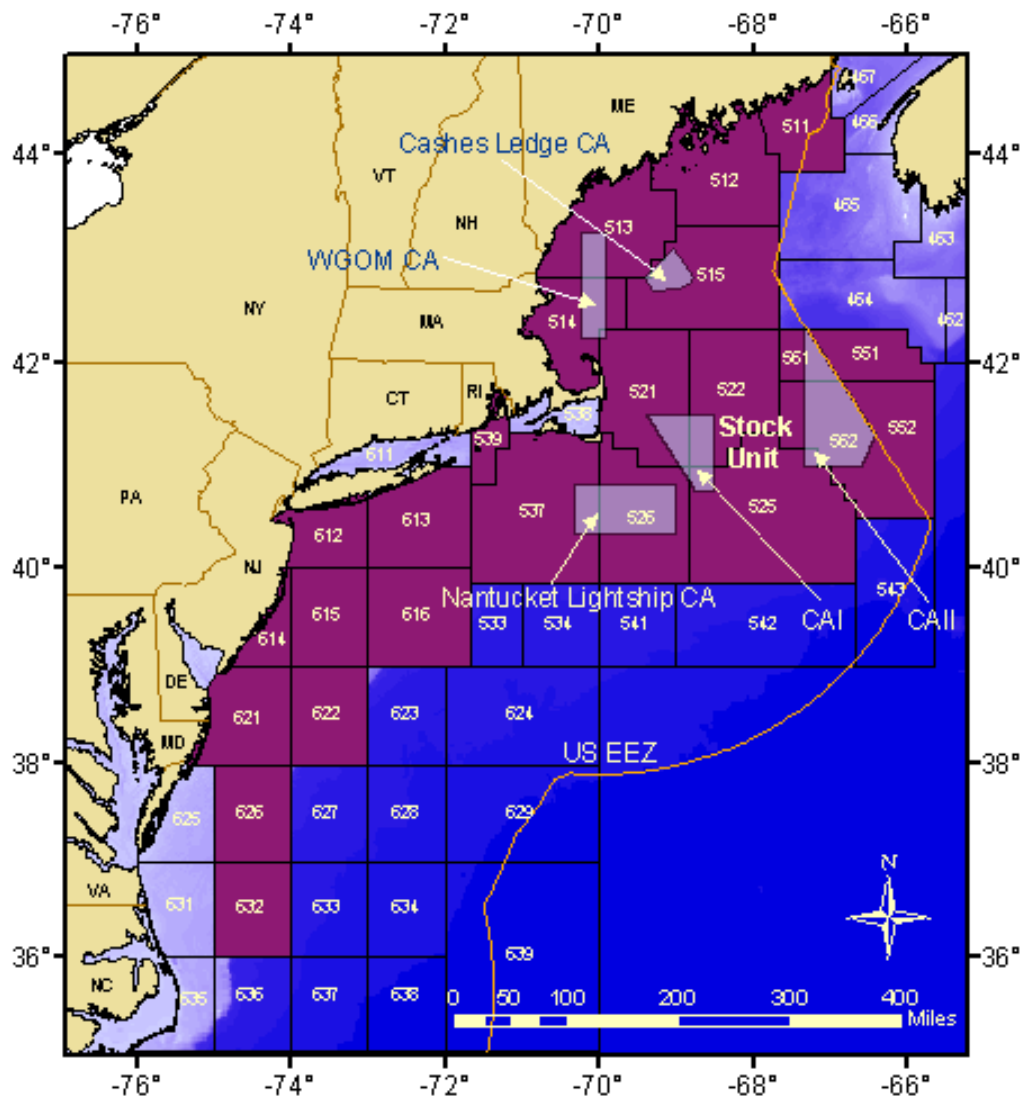 -76° -74° -72° -70° -68° -66°
467
ME
511
466
44° Cashes Ledge CA 44°
VT
512
465
NH
513
463
WGOM CA
515
464
NY
MA
514
462
42° 561 551 42°
CT
RI
521
522
538
Stock
Unit
539
562
552
611
PA
537
526
525
612
613
40° NJ 40°
Nantucket Lightship CA
543
615
616
533
534
541
542
CAI
CAII
614
DE
621
622
623
624
MD
US EEZ
38° 38°
625
626
627
628
629
N
VA
631
632
633
634
36° 639 36°
NC
635
636
637
638
0 50 100 200 300 400
Miles
-76° -74° -72° -70° -68° -66°